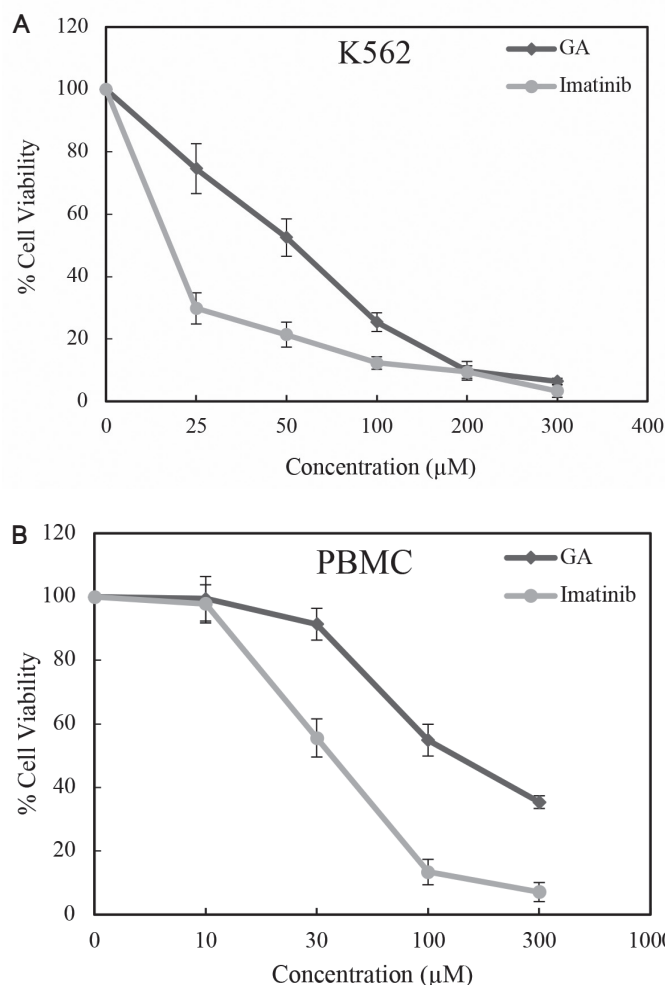 A
K562
GA
Imatinib
120
100
80
60
40
20
0
% Cell Viability
0 25 50 100 200 300 400
Concentration (µM)
B
PBMC
GA
Imatinib
120
100
80
60
40
20
0
% Cell Viability
0 10 30 100 300 1000
Concentration (µM)